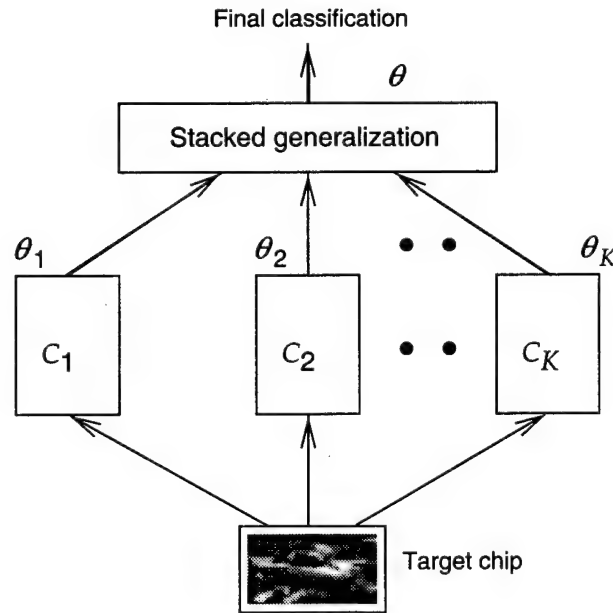 Final classification
θ
Stacked generalization
θ1 θ2 θK
C1 C2 CK
Target chip